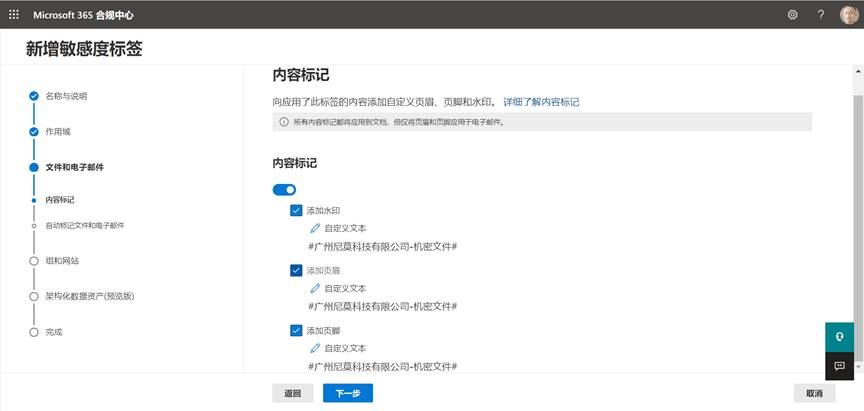 Microsoft 365 合规中心
?
新增敏感度标签
名称与说明
作用域
文件和电子邮件
内容标记
自动标记文件和电子邮件
组和网站
架构化数据资产(预览版)
完成
内容标记
向应用了此标签的内容添加自定义页眉、页脚和水印。 详细了解内容标记
所有内容标记都将应用到文档、但仅将页眉和页脚应用于电子邮件。
内容标记
添加水印
自定义文本
#广州尼莫科技有限公司-机密文件#
添加页眉
自定义文本
#广州尼莫科技有限公司-机密文件#
添加页脚
自定义文本
#广州尼莫科技有限公司-机密文件#
返回 下一步 取消